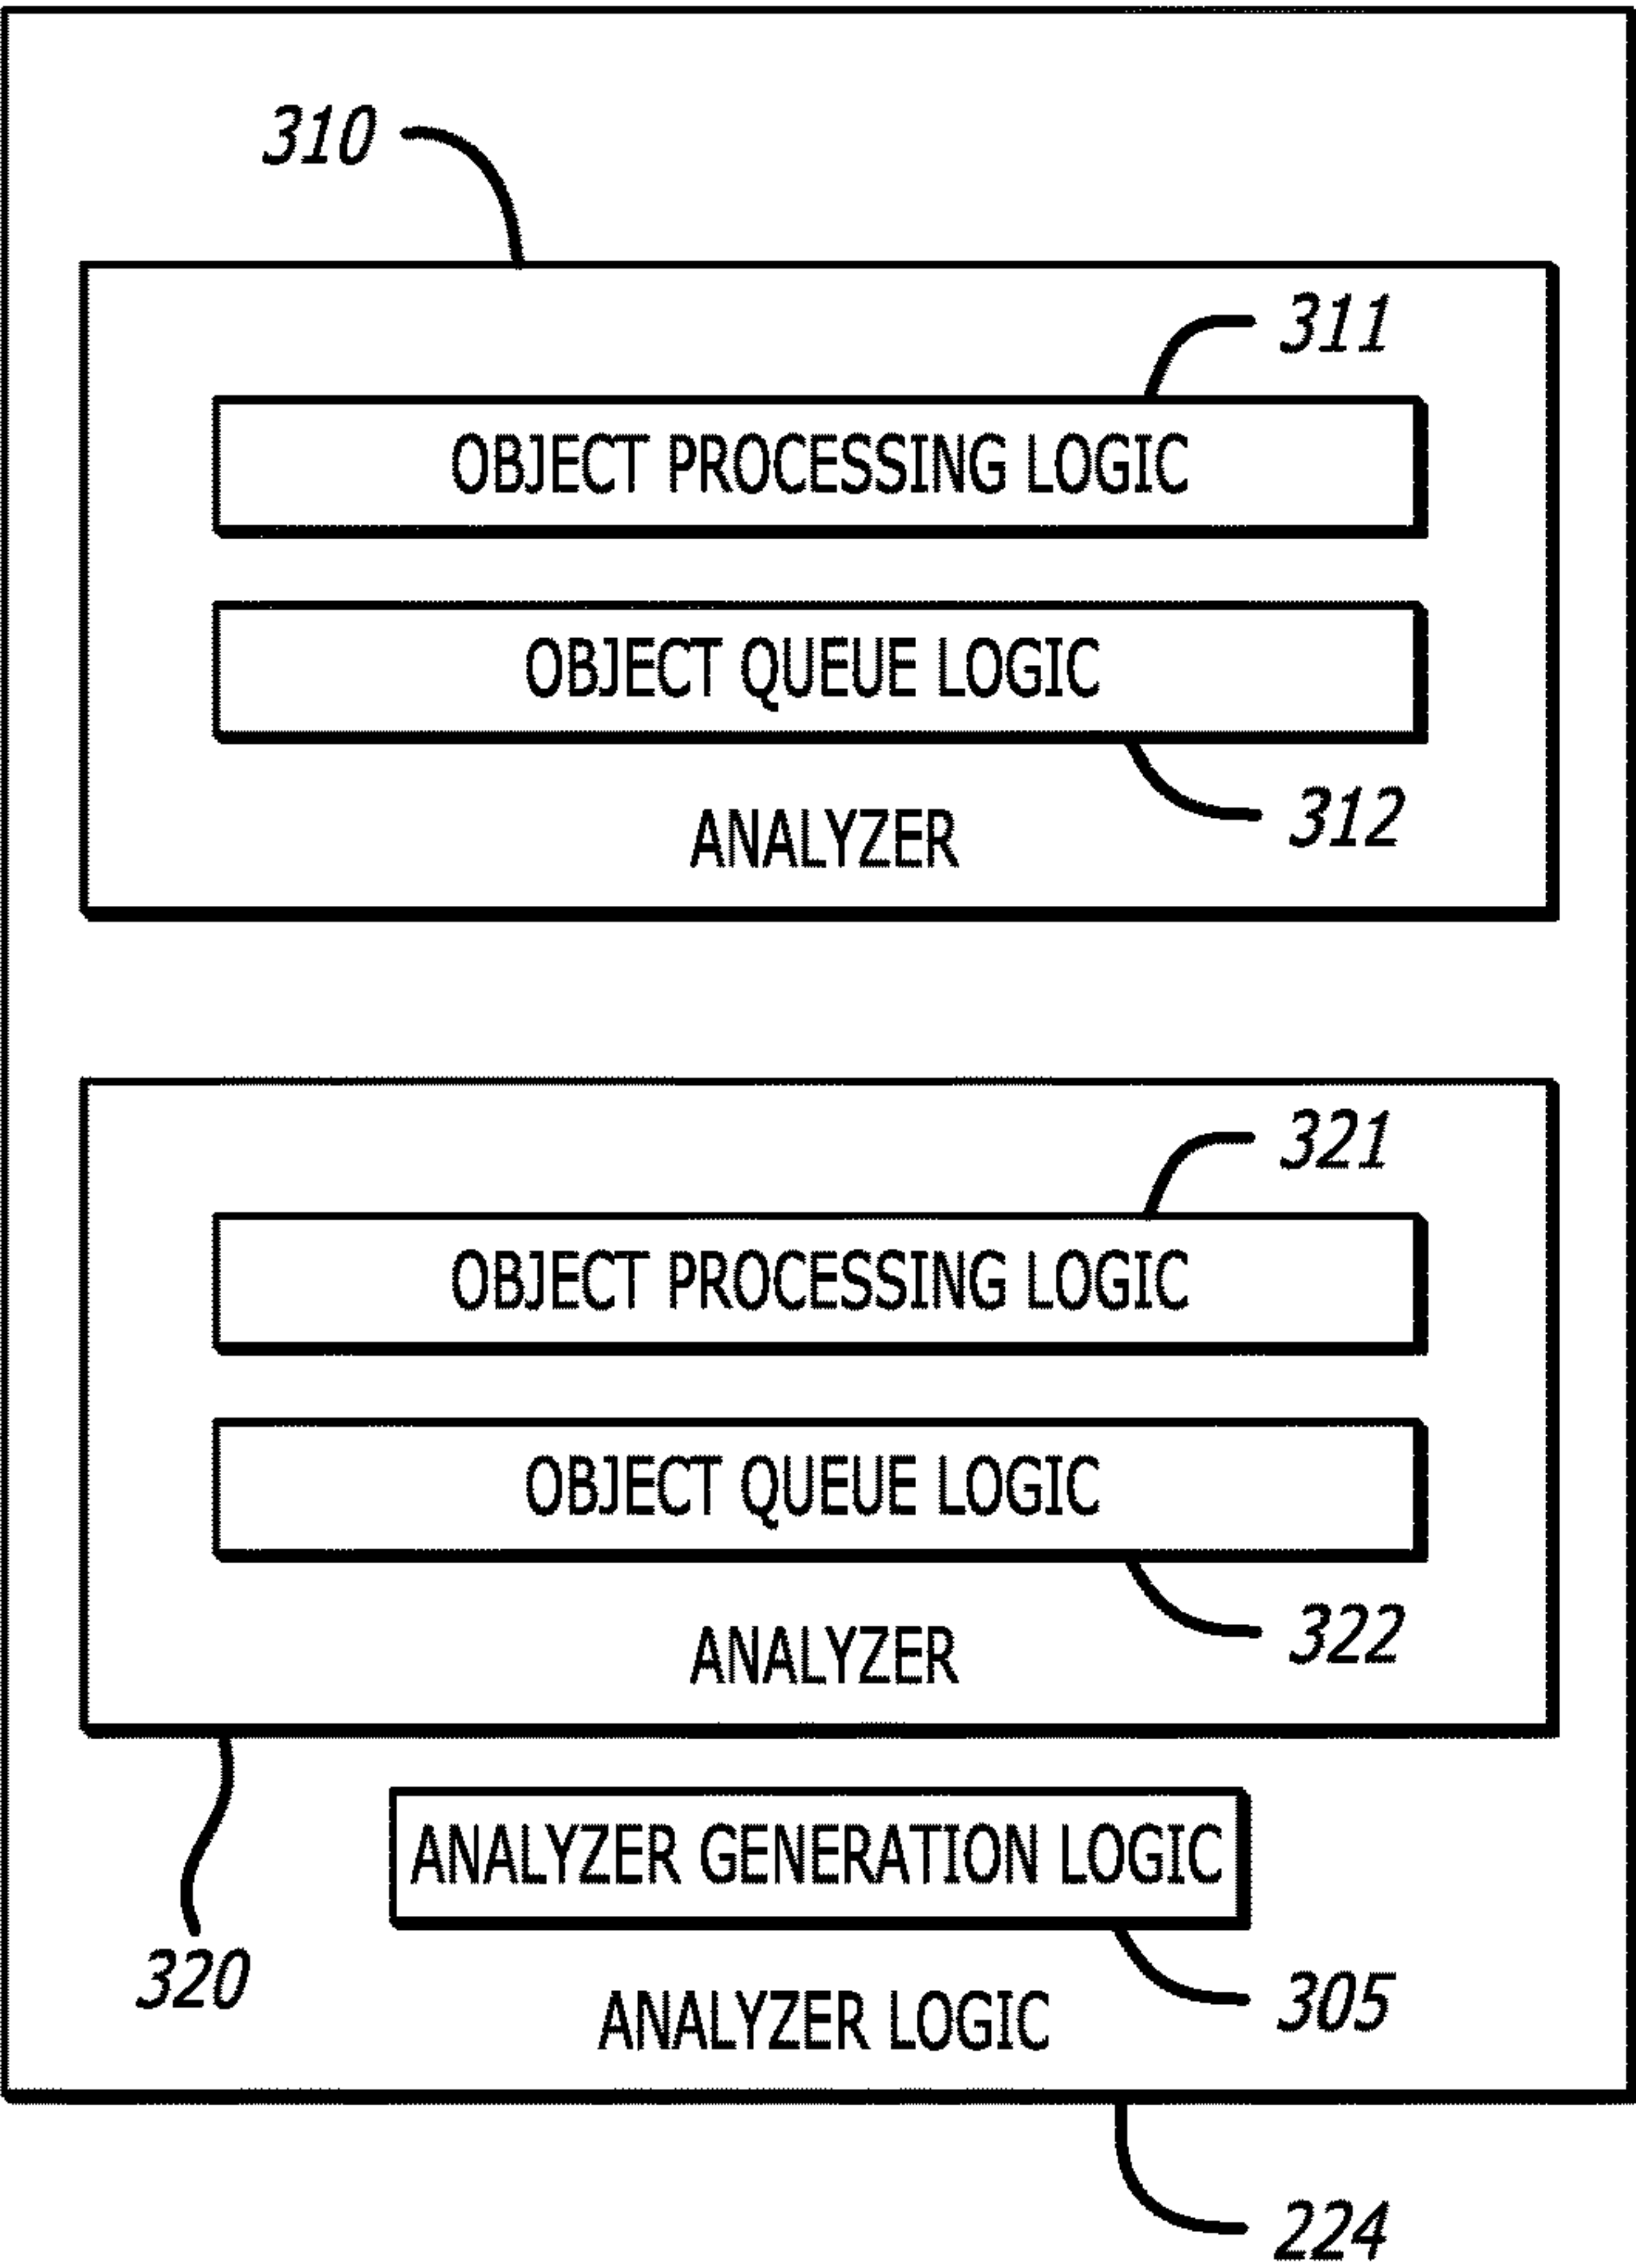 310
311
OBJECT PROCESSING LOGIC
OBJECT QUEUE LOGIC
312
ANALYZER
321
OBJECT PROCESSING LOGIC
OBJECT QUEUE LOGIC
322
ANALYZER
ANALYZER GENERATION LOGIC
320
305
ANALYZER LOGIC
224